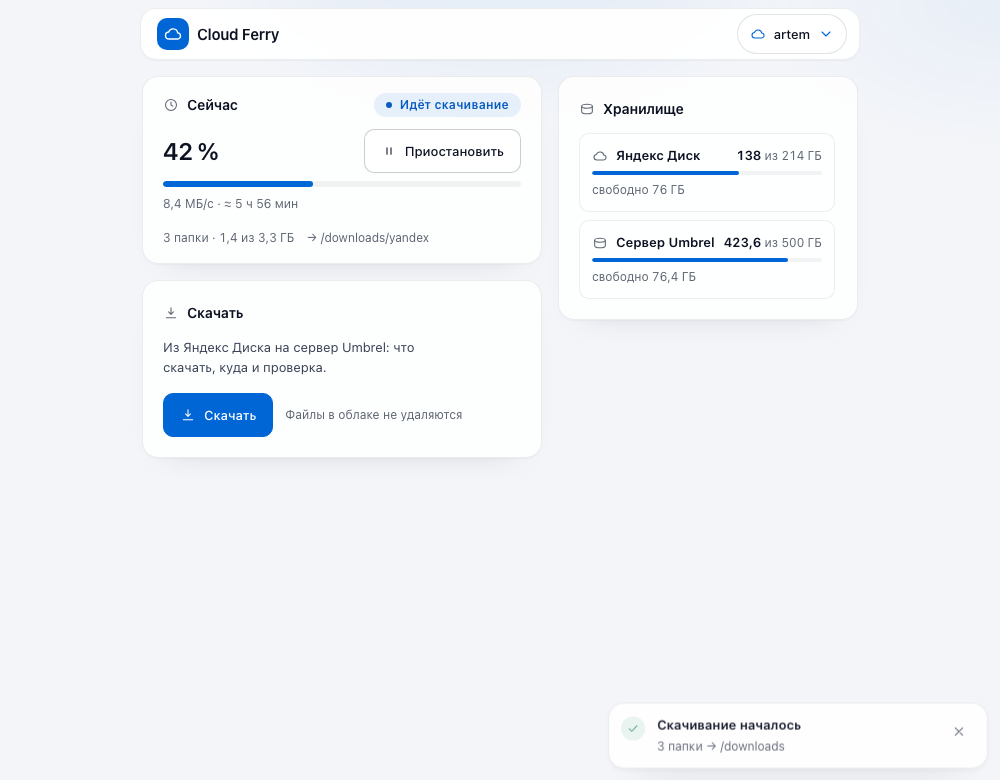 Cloud Ferry
artem
Сейчас
Идёт скачивание
42 %
Приостановить
8,4 МБ/с · ≈ 5 ч 56 мин
3 папки · 1,4 из 3,3 ГБ → /downloads/yandex
Скачать
Из Яндекс Диска на сервер Umbrel: что
скачать, куда и проверка.
Скачать
Файлы в облаке не удаляются
Хранилище
Яндекс Диск 138 из 214 ГБ
свободно 76 ГБ
Сервер Umbrel 423,6 из 500 ГБ
свободно 76,4 ГБ
Скачивание началось
3 папки → /downloads